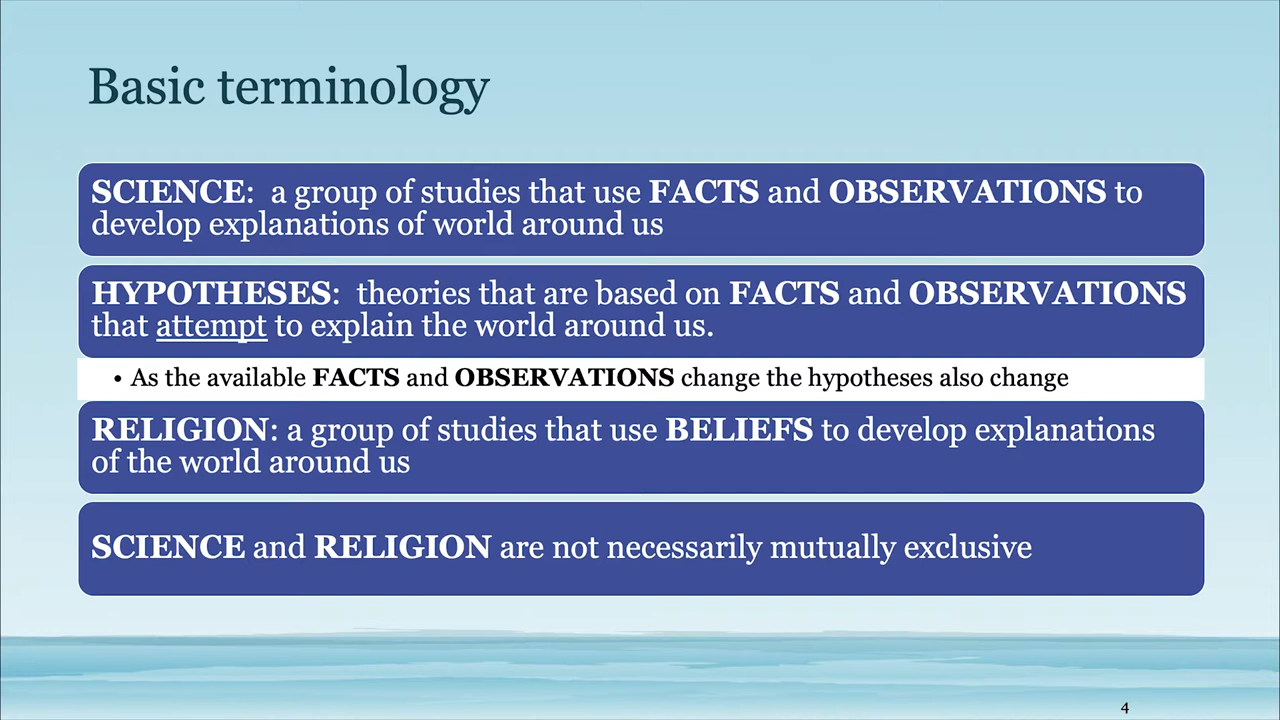 Basic terminology
SCIENCE:  a group of studies that use FACTS and OBSERVATIONS to
develop explanations of world around us
HYPOTHESES:  theories that are based on FACTS and OBSERVATIONS
that attempt to explain the world around us.
• As the available FACTS and OBSERVATIONS change the hypotheses also change
RELIGION: a group of studies that use BELIEFS to develop explanations
of the world around us
SCIENCE and RELIGION are not necessarily mutually exclusive
4